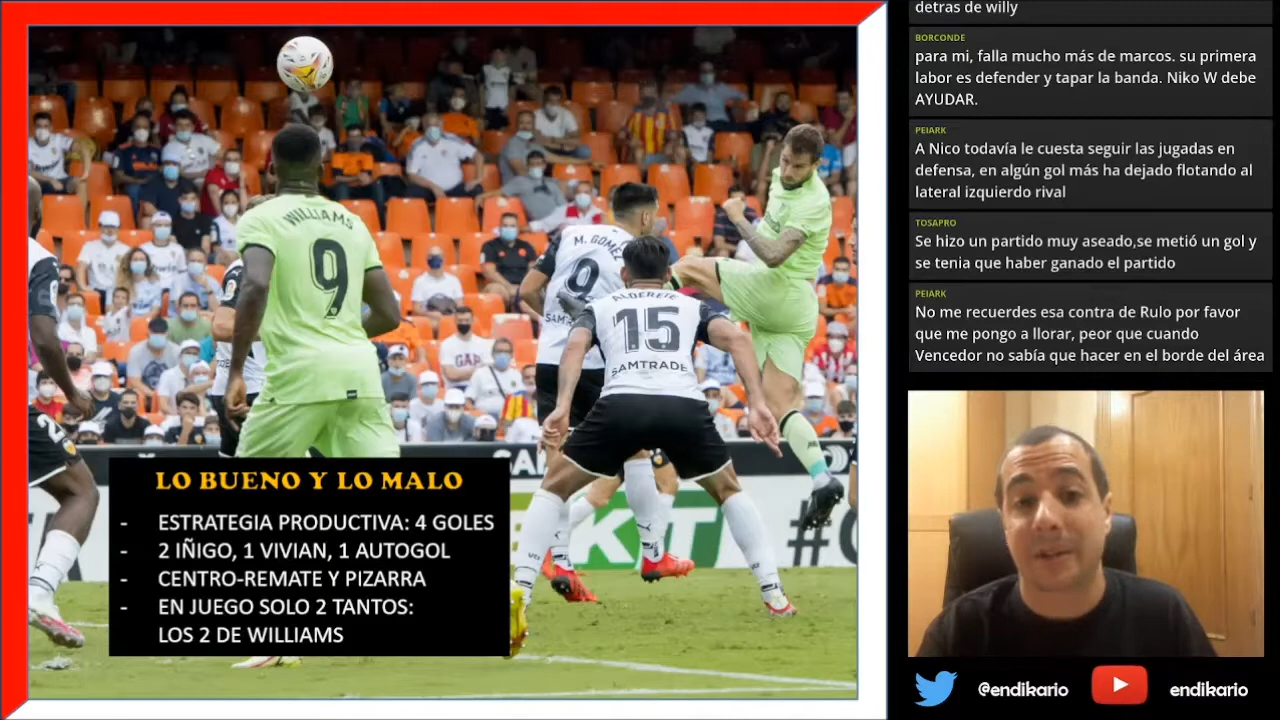 WILLIAMS
9
M. GOMEZ
9
ALDERETE
15
SAMTRADE
LO BUENO Y LO MALO
- ESTRATEGIA PRODUCTIVA: 4 GOLES
- 2 IÑIGO, 1 VIVIAN, 1 AUTOGOL
- CENTRO-REMATE Y PIZARRA
- EN JUEGO SOLO 2 TANTOS:
LOS 2 DE WILLIAMS
detras de willy
BORCONDE
para mi, falla mucho más de marcos. su primera
labor es defender y tapar la banda. Niko W debe
AYUDAR.
PEIARK
A Nico todavía le cuesta seguir las jugadas en
defensa, en algún gol más ha dejado flotando al
lateral izquierdo rival
TOSAPRO
Se hizo un partido muy aseado,se metió un gol y
se tenia que haber ganado el partido
PEIARK
No me recuerdes esa contra de Rulo por favor
que me pongo a llorar, peor que cuando
Vencedor no sabía que hacer en el borde del área
@endikario
endikario